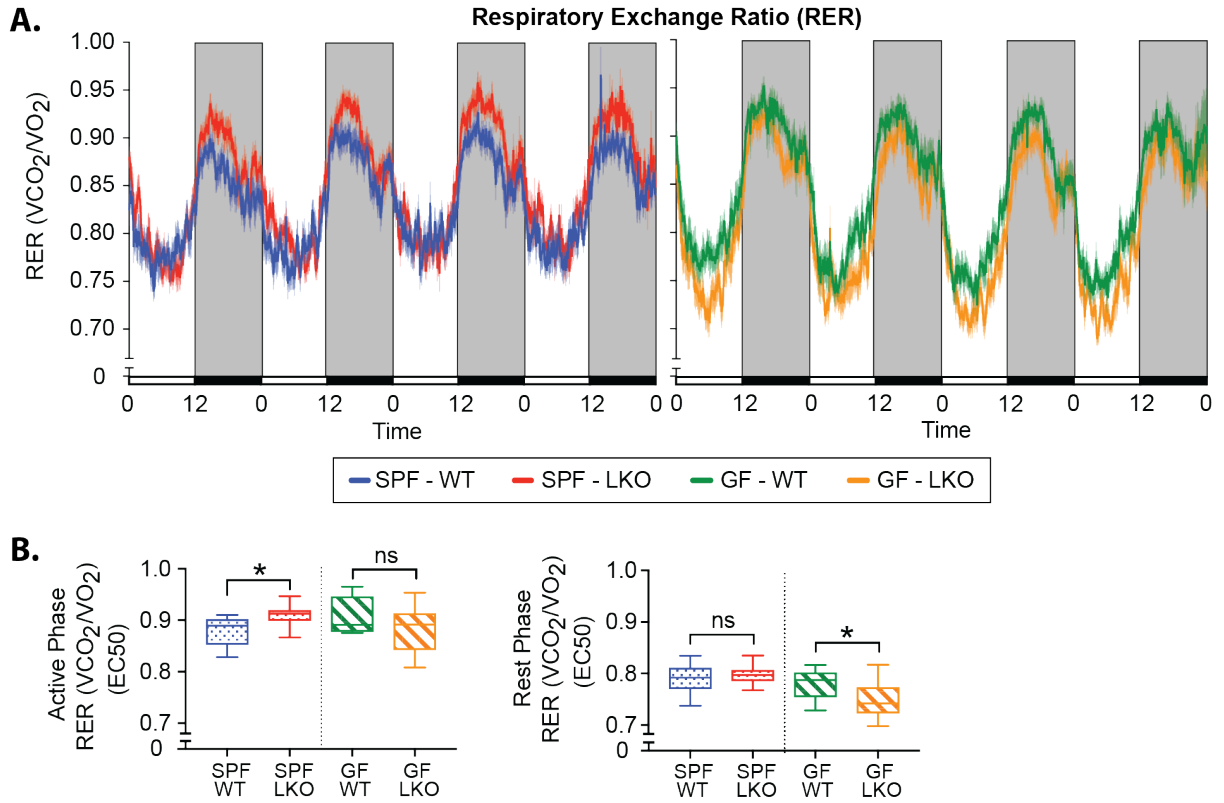 A.
Respiratory Exchange Ratio (RER)
RER (VCO2/VO2)
1.00
0.95
0.90
0.85
0.80
0.75
0.70
0
0 12 0 12 0 12 0 12 0
0 12 0 12 0 12 0 12 0
Time
Time
SPF - WT SPF - LKO GF - WT GF - LKO
B.
Active Phase
RER (VCO2/VO2)
(EC50)
1.0
0.9
0.8
0.7
0
*
ns
SPF SPF GF GF
WT LKO WT LKO
Rest Phase
RER (VCO2/VO2)
(EC50)
1.0
0.9
0.8
0.7
0
ns
*
SPF SPF GF GF
WT LKO WT LKO